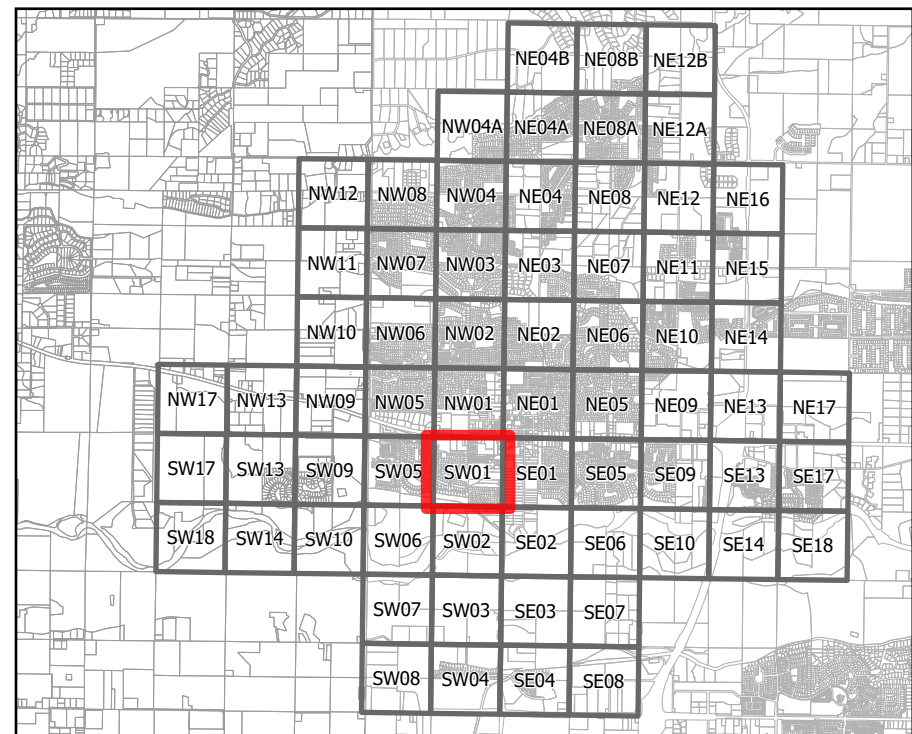 NE04B NE08B NE12B
NW04A NE04A NE08A NE12A
NW12 NW08 NW04 NE04 NE08 NE12 NE16
NW11 NW07 NW03 NE03 NE07 NE11 NE15
NW10 NW06 NW02 NE02 NE06 NE10 NE14
NW17 NW13 NW09 NW05 NW01 NE01 NE05 NE09 NE13 NE17
SW17 SW13 SW09 SW05 SW01 SE01 SE05 SE09 SE13 SE17
SW18 SW14 SW10 SW06 SW02 SE02 SE06 SE10 SE14 SE18
SW07 SW03 SE03 SE07
SW08 SW04 SE04 SE08